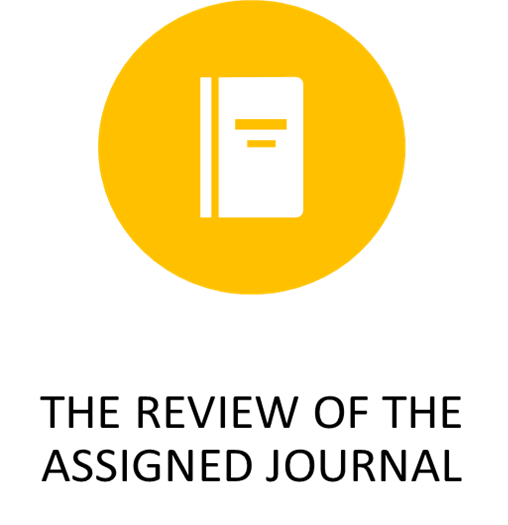 THE REVIEW OF THE
ASSIGNED JOURNAL